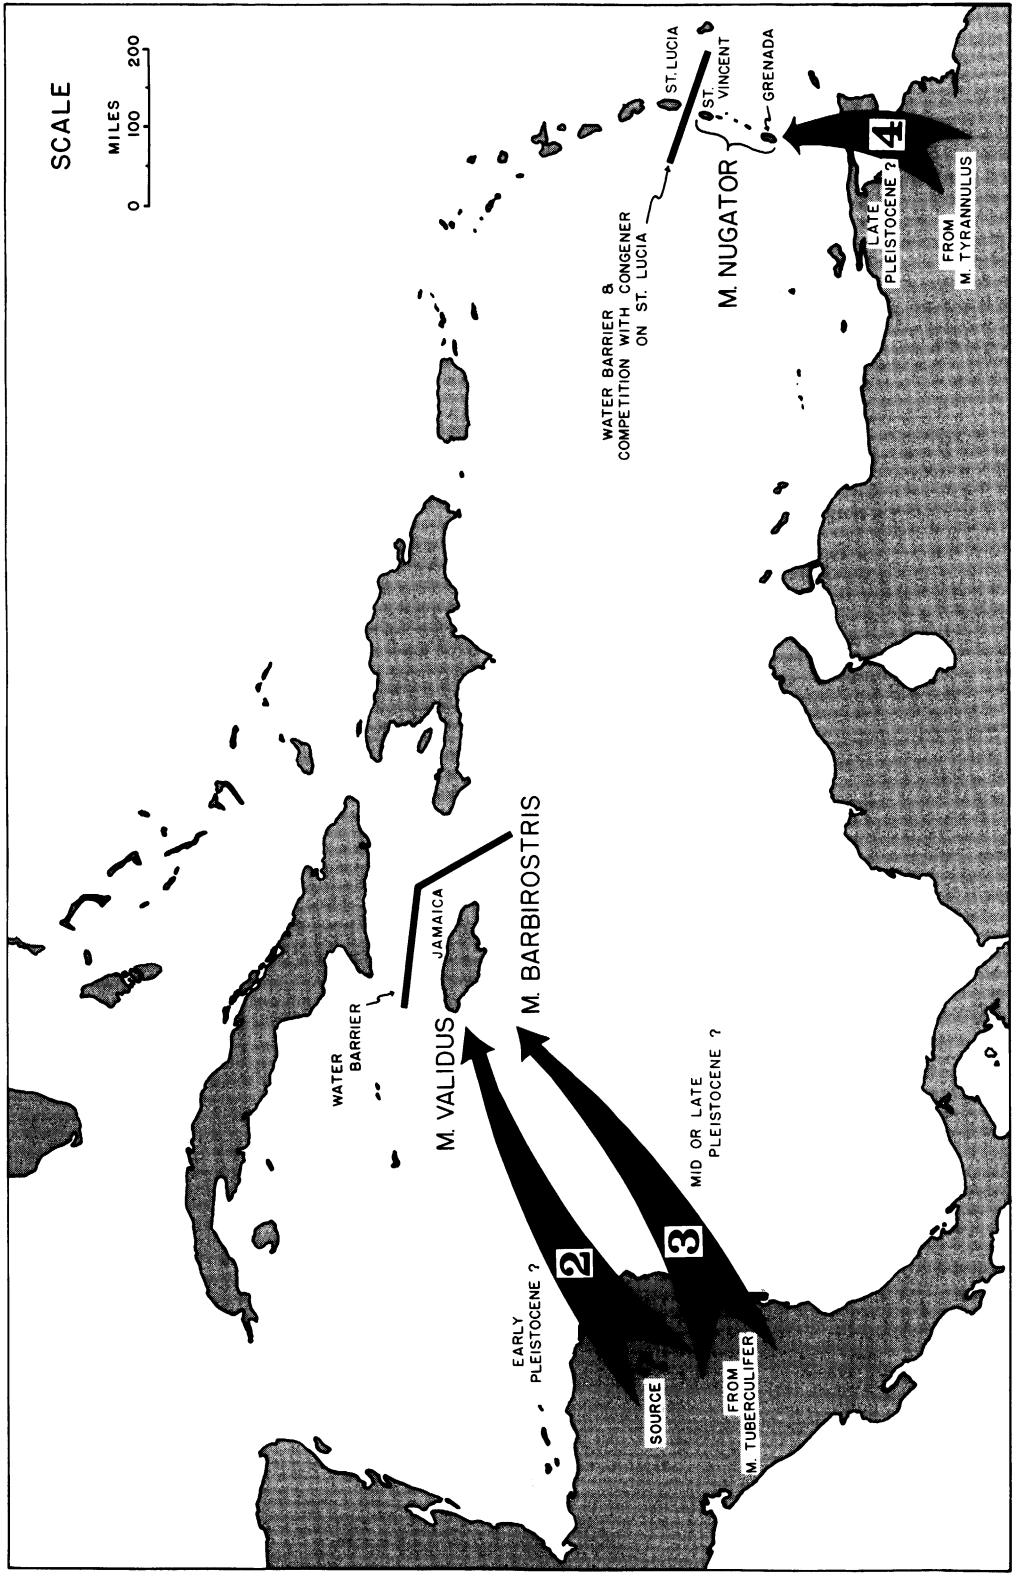 SCALE
MILES
0 100 200
ST. LUCIA
ST.
VINCENT
GRENADA
WATER BARRIER &
COMPETITION WITH CONGENER
ON ST. LUCIA
M. NUGATOR
4
LATE
PLEISTOCENE ?
FROM
M. TYRANNULUS
WATER
BARRIER
JAMAICA
M. VALIDUS
M. BARBIROSTRIS
EARLY
PLEISTOCENE ?
2
SOURCE
MID OR LATE
PLEISTOCENE ?
3
FROM
M. TUBERCULIFER